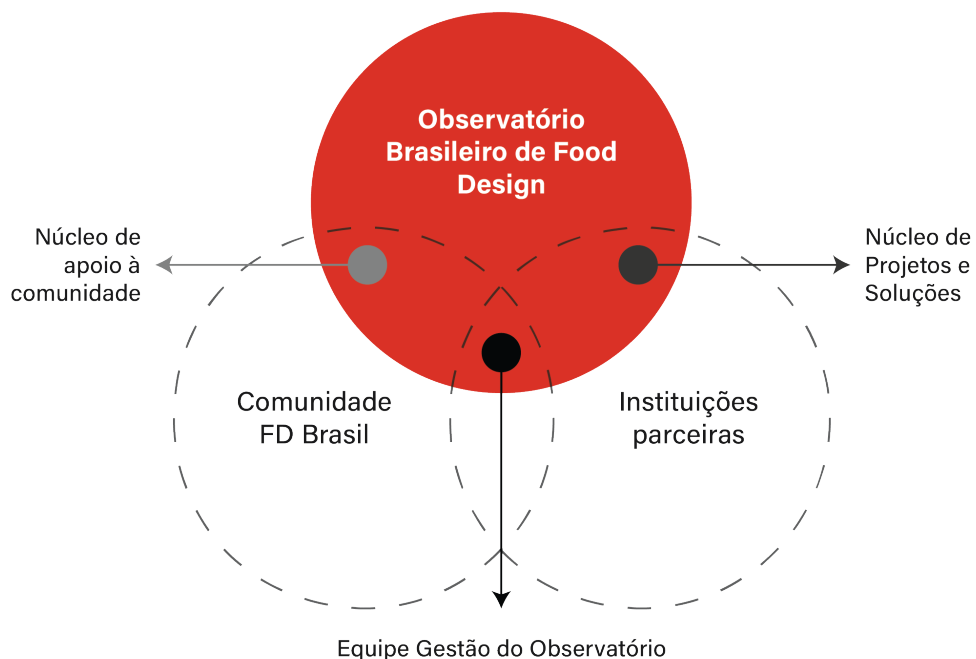 Observatório
Brasileiro de Food
Design
Núcleo de
apoio à
comunidade
Núcleo de
Projetos e
Soluções
Comunidade
FD Brasil
Instituições
parceiras
Equipe Gestão do Observatório